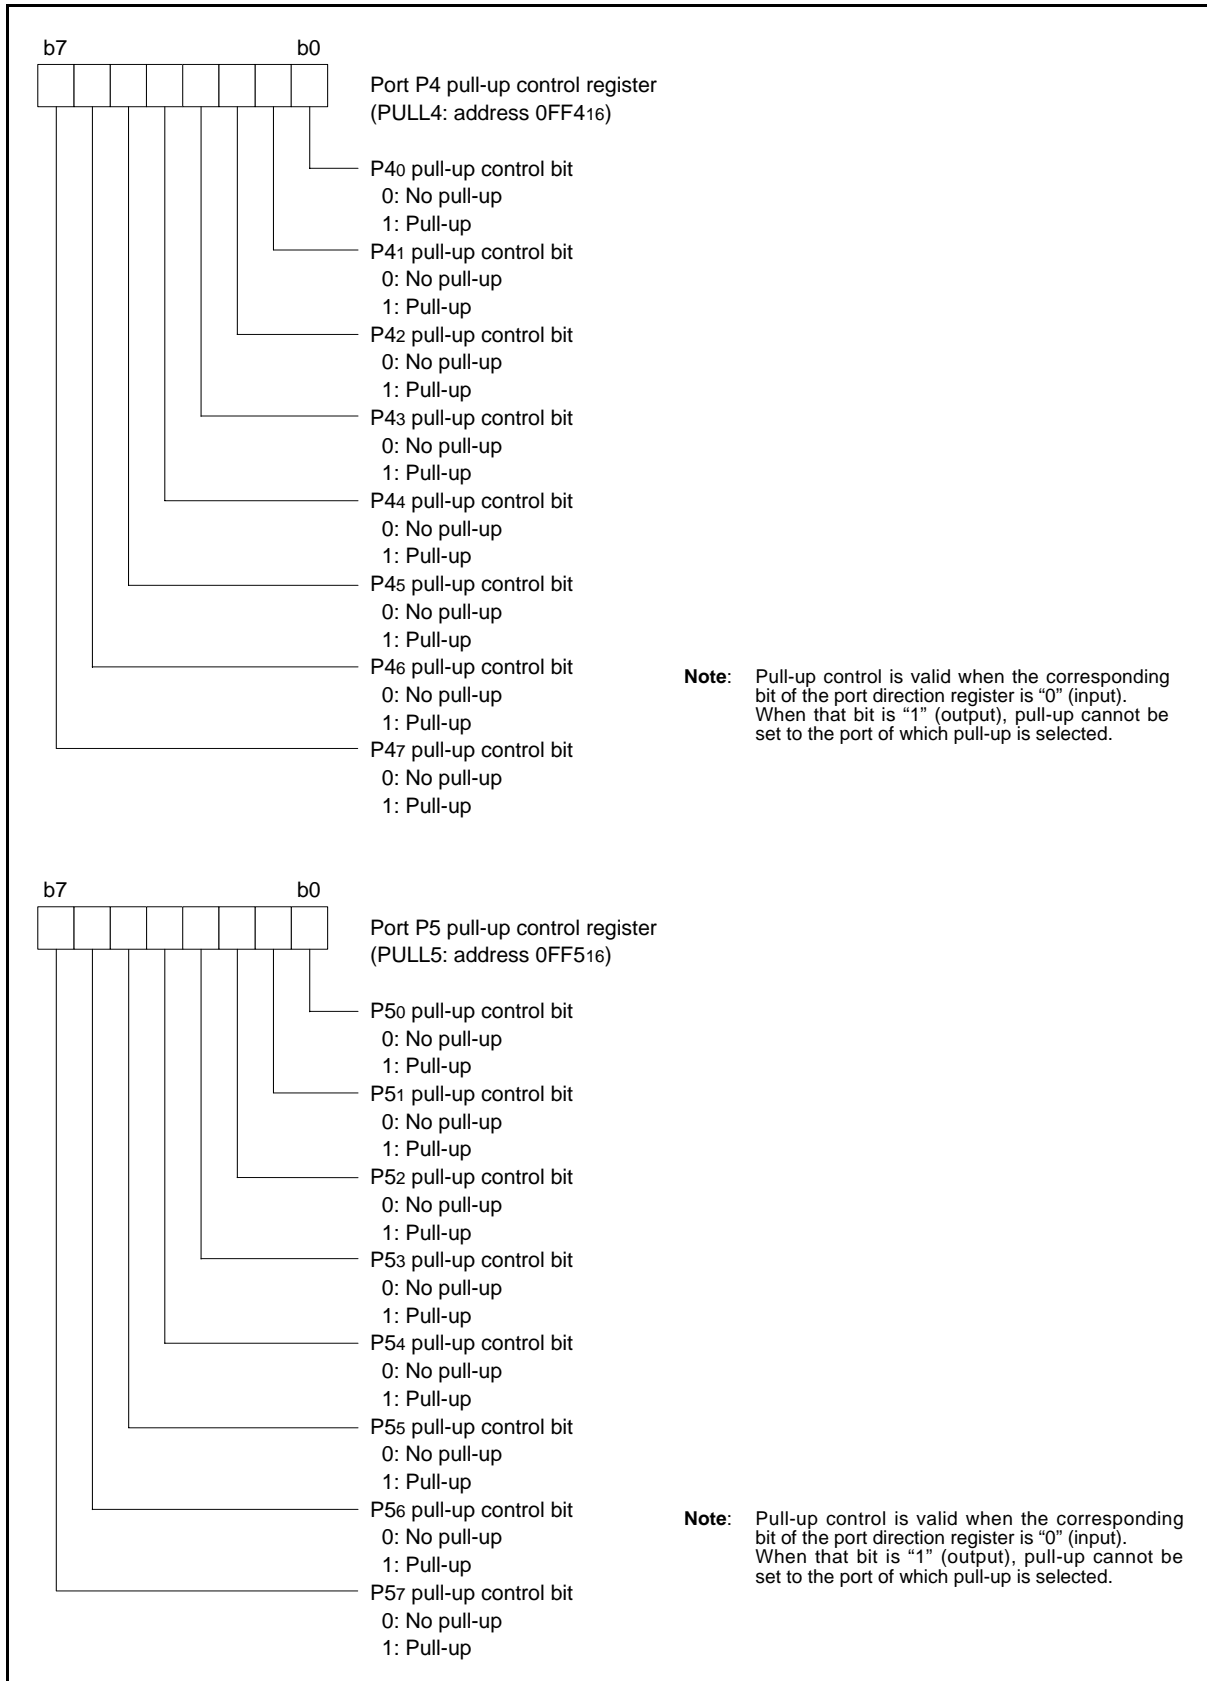 b7 b0
Port P4 pull-up control register
(PULL4: address 0FF416)
P40 pull-up control bit
0: No pull-up
1: Pull-up
P41 pull-up control bit
0: No pull-up
1: Pull-up
P42 pull-up control bit
0: No pull-up
1: Pull-up
P43 pull-up control bit
0: No pull-up
1: Pull-up
P44 pull-up control bit
0: No pull-up
1: Pull-up
P45 pull-up control bit
0: No pull-up
1: Pull-up
P46 pull-up control bit
0: No pull-up
1: Pull-up
P47 pull-up control bit
0: No pull-up
1: Pull-up
Note: Pull-up control is valid when the corresponding
bit of the port direction register is “0” (input).
When that bit is “1” (output), pull-up cannot be
set to the port of which pull-up is selected.
b7 b0
Port P5 pull-up control register
(PULL5: address 0FF516)
P50 pull-up control bit
0: No pull-up
1: Pull-up
P51 pull-up control bit
0: No pull-up
1: Pull-up
P52 pull-up control bit
0: No pull-up
1: Pull-up
P53 pull-up control bit
0: No pull-up
1: Pull-up
P54 pull-up control bit
0: No pull-up
1: Pull-up
P55 pull-up control bit
0: No pull-up
1: Pull-up
P56 pull-up control bit
0: No pull-up
1: Pull-up
P57 pull-up control bit
0: No pull-up
1: Pull-up
Note: Pull-up control is valid when the corresponding
bit of the port direction register is “0” (input).
When that bit is “1” (output), pull-up cannot be
set to the port of which pull-up is selected.